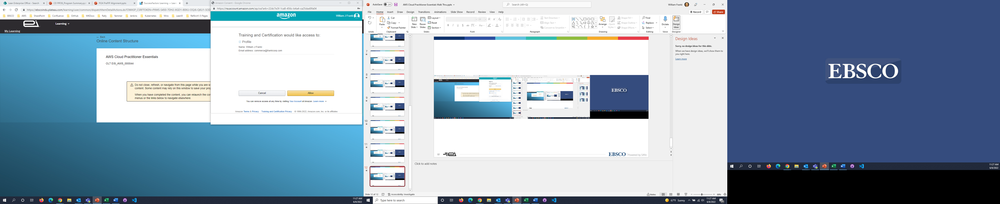 Lean Enterprise Office - Search
CD PIP26_Program Summary.ppt
PI24 PrePIP Alignment.pptx
SuccessFactors Learning — Learn
https://ebscoindu.plateau.com/learning/user/common/dispatchItemDetailActions.do?
EBSCO AWS SharePoint Confluence GitHub MKDocs Rally Yammer Jenkins Kubernetes Miro LeanIX RefArch1.5 Pages
Learning
My Learning
← Back
Online Content Structure
AWS Cloud Practitioner Essentials
OLT EIS_AWS_000044
Do not close, refresh, or navigate from this page while you are w
content. Some content may rely on this window to save your prog
When you have completed the content, you can relaunch the con
menus or the links below to navigate elsewhere.
11:27 AM
6/8/2022
Amazon Consent - Google Chrome
https://na.account.amazon.com/ap/oa?arb=22dc7e3f-1ca8-456c-b4a4-ca25dad0fa04
amazon
William J Franki
Training and Certification would like access to:
Profile
Name: William J Franki
Email address: commerce@frankicorp.com
Cancel
Allow
You can remove access at any time by visiting Your Account at Amazon. Learn more
Amazon Terms & Privacy Training and Certification Privacy © 1996-2022, Amazon.com, Inc. or its affiliates
AutoSave Off
AWS Cloud Practitioner Essentials Walk Thru.pptx
Search (Alt+Q)
William Franki
File Home Insert Draw Design Transitions Animations Slide Show Record Review View Help
Record
Share
Undo
Paste
Cut
Copy
Format Painter
Clipboard
New
Slide
Reuse
Slides
Layout
Reset
Section
Slides
24
Font
Text Direction
Align Text
Convert to SmartArt
Paragraph
Arrange
Quick
Styles
Shape Fill
Shape Outline
Shape Effects
Drawing
Find
Replace
Select
Editing
Dictate
Voice
Design
Ideas
Designer
7
8
9
10
11
12
EBSCO
12
EBSCO | Powered by SAFe
Click to add notes
Design Ideas
Sorry, no design ideas for this slide.
When we have design ideas, we'll show them to
you right here.
Learn more
Slide 12 of 12
Accessibility: Investigate
Notes
89%
Type here to search
67°F Sunny
11:27 AM
6/8/2022
20
EBSCO
11:27 AM
6/8/2022